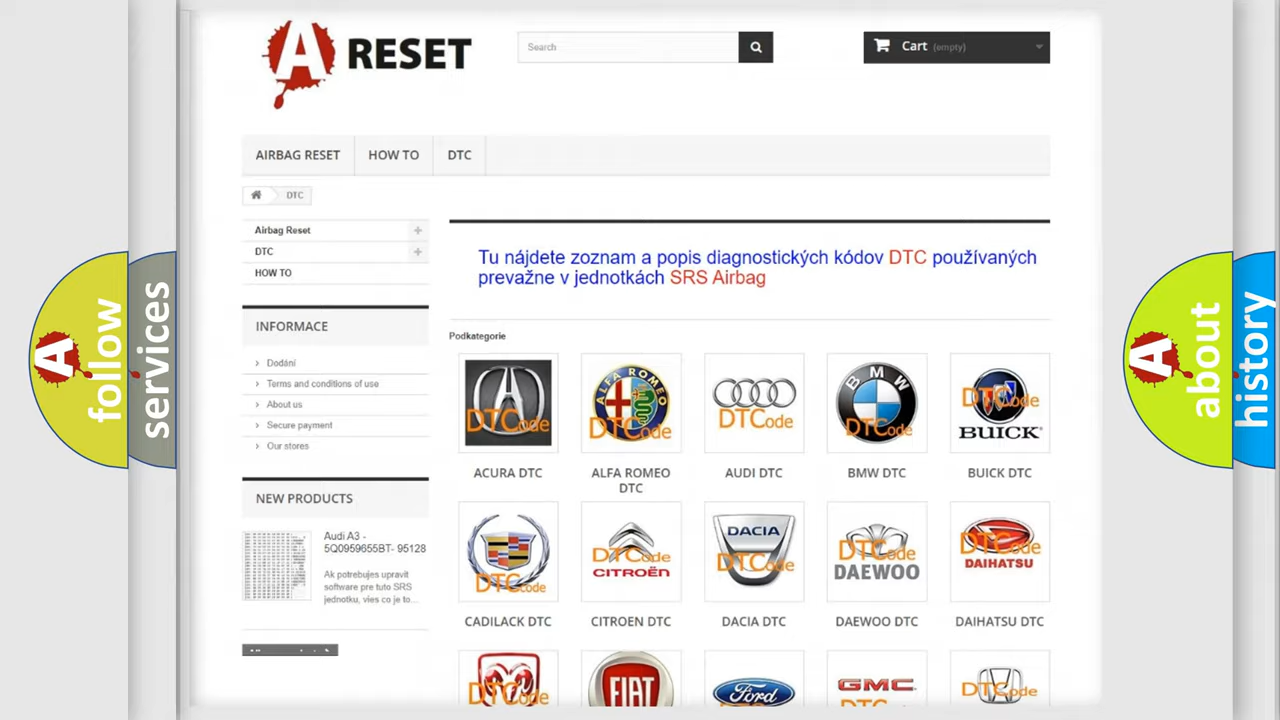 A RESET
Search
Cart (empty)
AIRBAG RESET
HOW TO
DTC
DTC
Airbag Reset
DTC
HOW TO
INFORMACE
Dodání
Terms and conditions of use
About us
Secure payment
Our stores
NEW PRODUCTS
Audi A3 -
5Q0959655BT- 95128
Ak potrebujes upravit
software pre tuto SRS
jednotku, vies co je to...
Tu nájdete zoznam a popis diagnostických kódov DTC používaných
prevažne v jednotkách SRS Airbag
Podkategorie
DTCode
ALFA ROMEO
DTCode
DTCode
BMW
DTCode
DTCode
BUICK
ACURA DTC
ALFA ROMEO
DTC
AUDI DTC
BMW DTC
BUICK DTC
DTCode
DTCode
CITROËN
DACIA
DTCode
DTCode
DAEWOO
DTCode
DAIHATSU
CADILACK DTC
CITROEN DTC
DACIA DTC
DAEWOO DTC
DAIHATSU DTC
DTCode
FIAT
Ford
GMC
DTCode
A follow
services
A about
history